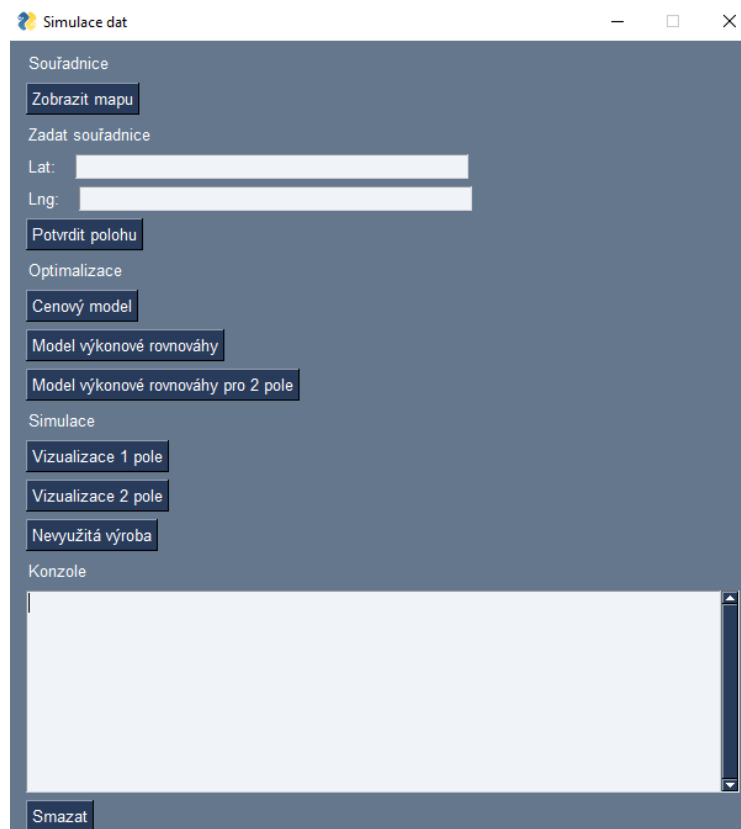 Simulace dat
Souřadnice
Zobrazit mapu
Zadat souřadnice
Lat:
Lng:
Potvrdit polohu
Optimalizace
Cenový model
Model výkonové rovnováhy
Model výkonové rovnováhy pro 2 pole
Simulace
Vizualizace 1 pole
Vizualizace 2 pole
Nevyužitá výroba
Konzole
Smazat